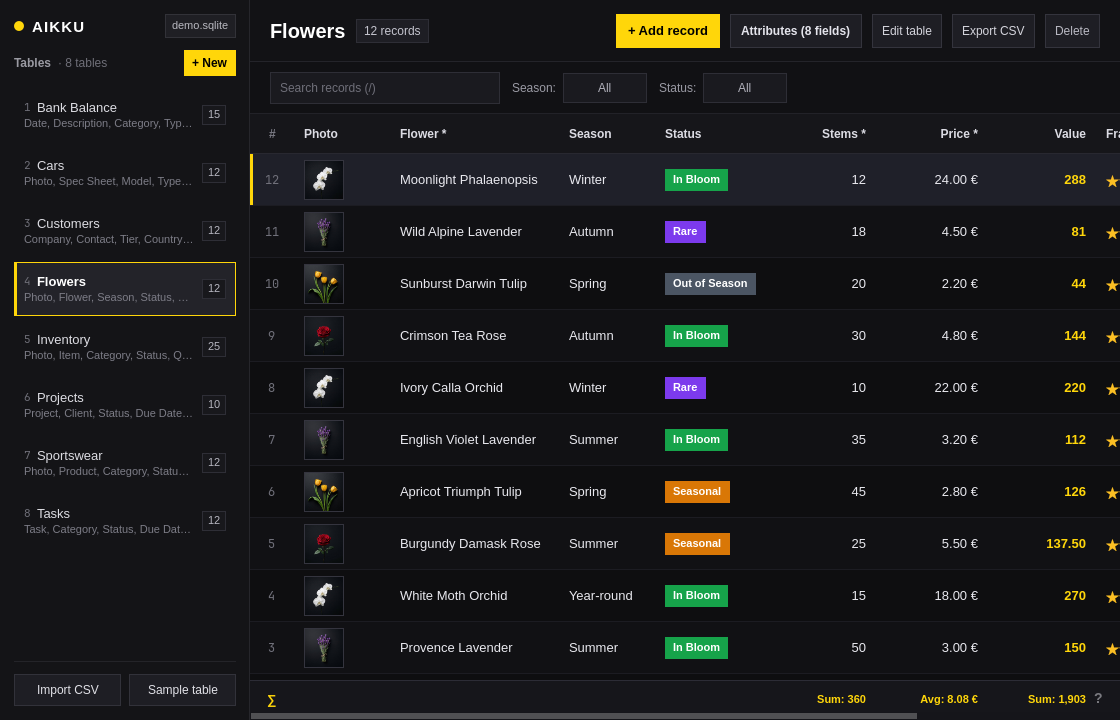 AIKKU
demo.sqlite
Tables · 8 tables
+ New
1 Bank Balance
Date, Description, Category, Typ…
15
2 Cars
Photo, Spec Sheet, Model, Type…
12
3 Customers
Company, Contact, Tier, Country…
12
4 Flowers
Photo, Flower, Season, Status, …
12
5 Inventory
Photo, Item, Category, Status, Q…
25
6 Projects
Project, Client, Status, Due Date…
10
7 Sportswear
Photo, Product, Category, Statu…
12
8 Tasks
Task, Category, Status, Due Dat…
12
Import CSV
Sample table
Flowers
12 records
+ Add record
Attributes (8 fields)
Edit table
Export CSV
Delete
Search records (/)
Season: All
Status: All
# Photo Flower * Season Status Stems * Price * Value Fra
12 Moonlight Phalaenopsis Winter In Bloom 12 24.00 € 288 ★
11 Wild Alpine Lavender Autumn Rare 18 4.50 € 81 ★
10 Sunburst Darwin Tulip Spring Out of Season 20 2.20 € 44 ★
9 Crimson Tea Rose Autumn In Bloom 30 4.80 € 144 ★
8 Ivory Calla Orchid Winter Rare 10 22.00 € 220 ★
7 English Violet Lavender Summer In Bloom 35 3.20 € 112 ★
6 Apricot Triumph Tulip Spring Seasonal 45 2.80 € 126 ★
5 Burgundy Damask Rose Summer Seasonal 25 5.50 € 137.50 ★
4 White Moth Orchid Year-round In Bloom 15 18.00 € 270 ★
3 Provence Lavender Summer In Bloom 50 3.00 € 150 ★
∑ Sum: 360 Avg: 8.08 € Sum: 1,903 ?